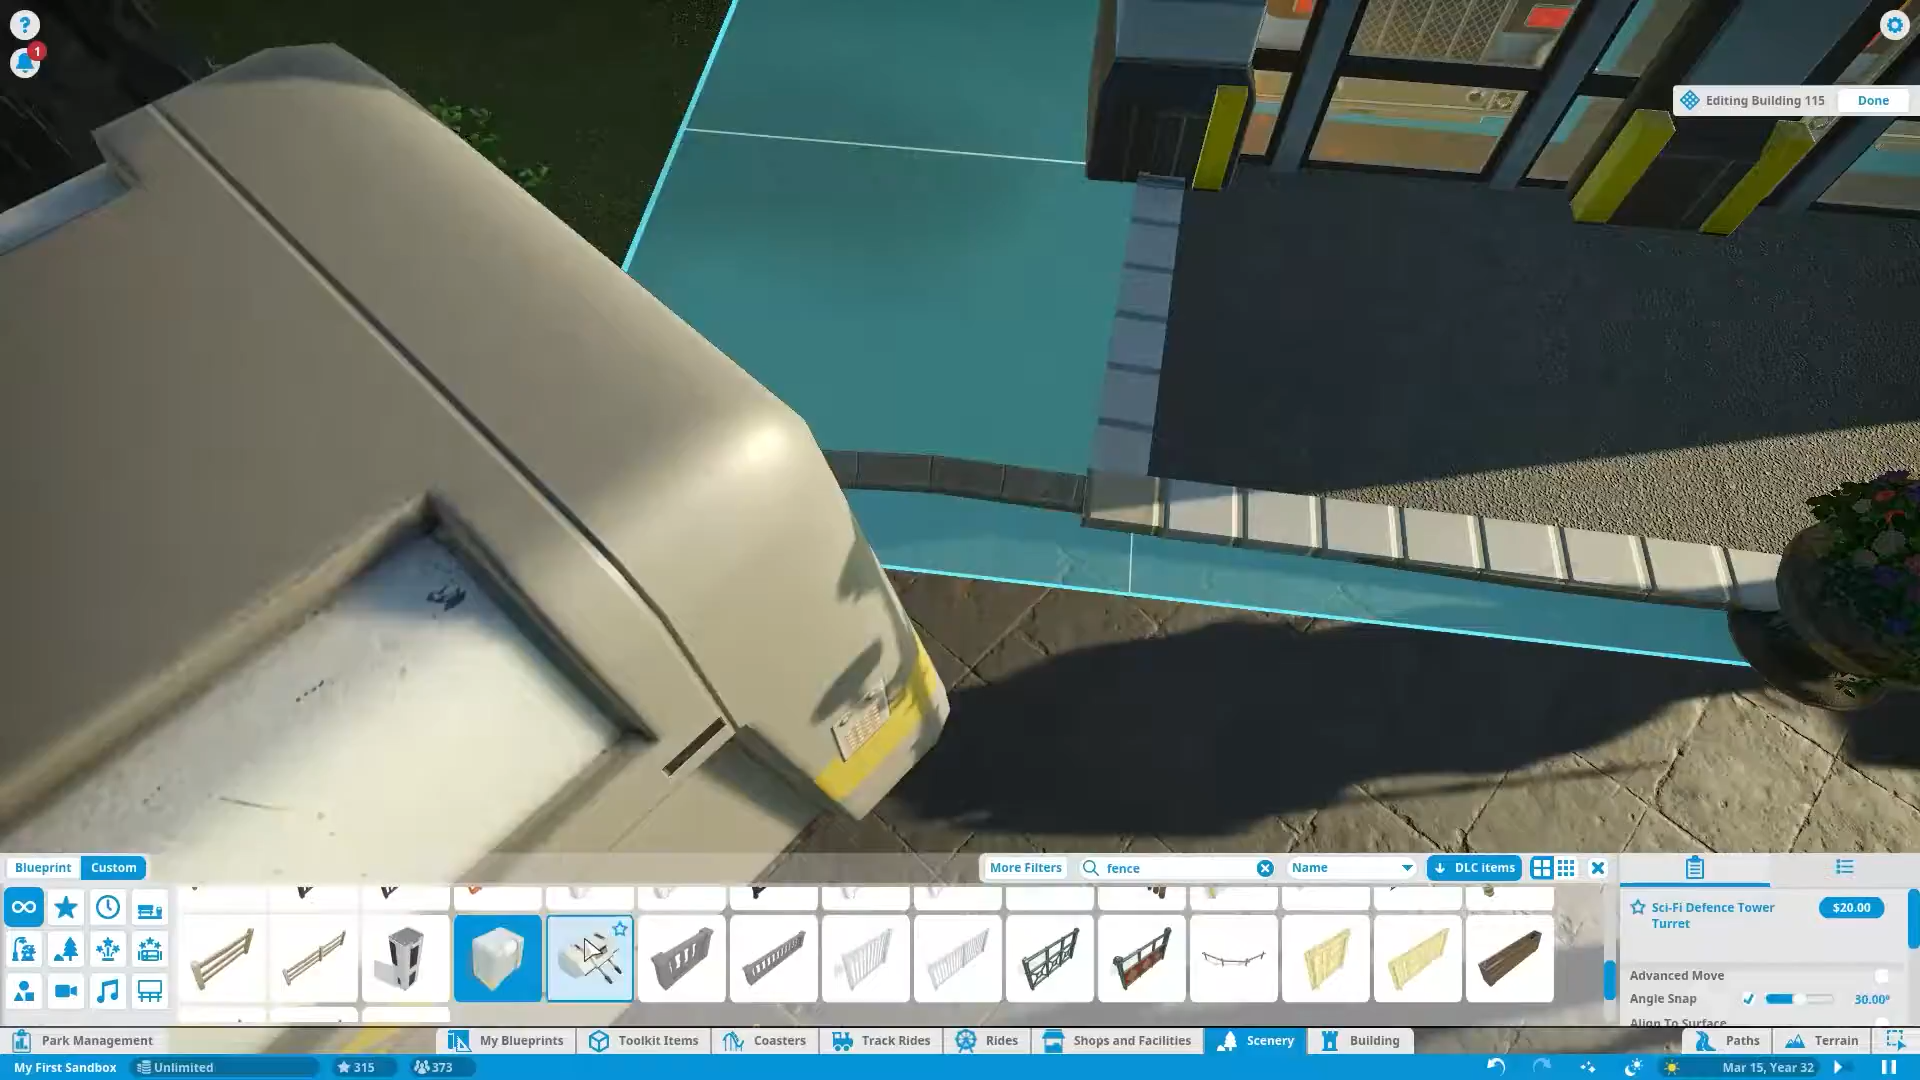 ?
1
Editing Building 115
Done
Blueprint
Custom
More Filters
fence
Name
DLC items
Sci-Fi Defence Tower
Turret
$20.00
Advanced Move
Angle Snap
30.00°
Align To Surface
Park Management
My Blueprints
Toolkit Items
Coasters
Track Rides
Rides
Shops and Facilities
Scenery
Building
Paths
Terrain
My First Sandbox
Unlimited
315
373
Mar 15, Year 32